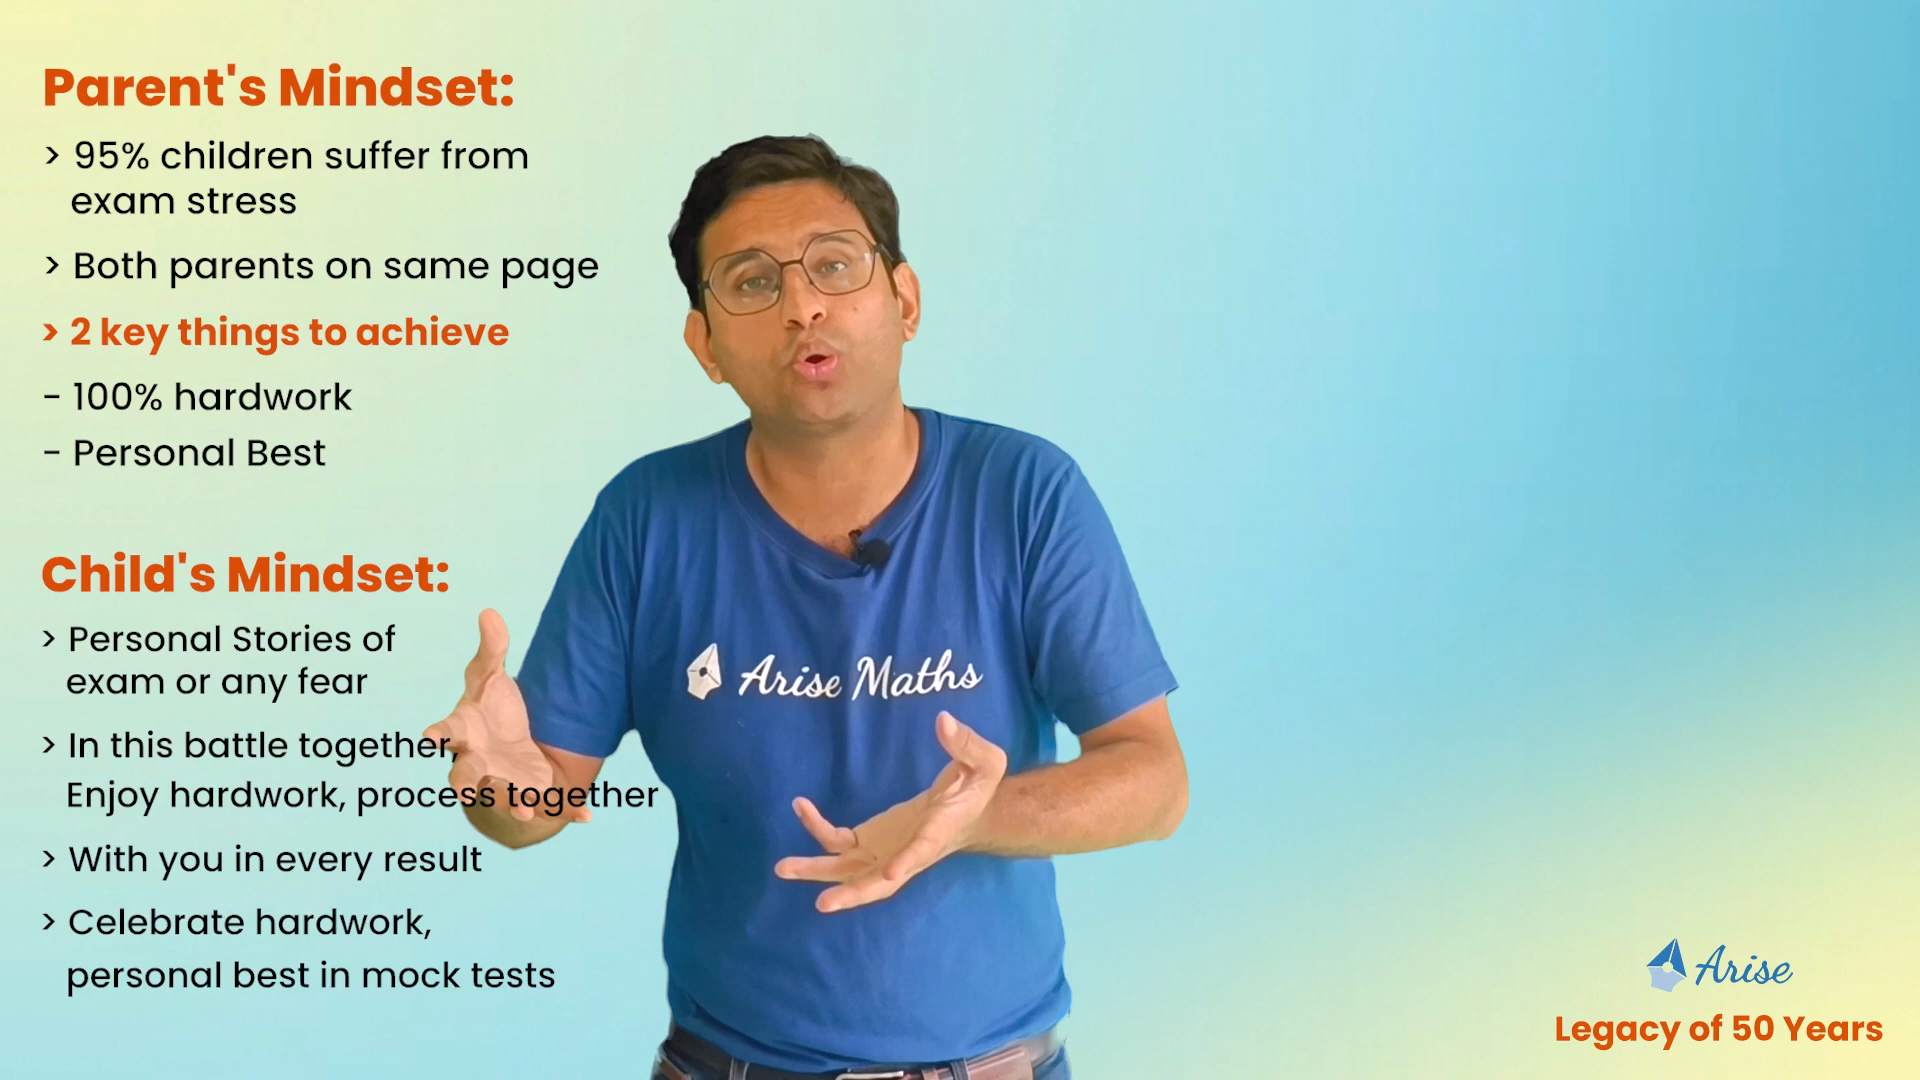 Parent's Mindset:
> 95% children suffer from
exam stress
> Both parents on same page
> 2 key things to achieve
- 100% hardwork
- Personal Best
Child's Mindset:
> Personal Stories of
exam or any fear
> In this battle together,
Enjoy hardwork, process together
> With you in every result
> Celebrate hardwork,
personal best in mock tests
Arise Maths
Arise
Legacy of 50 Years